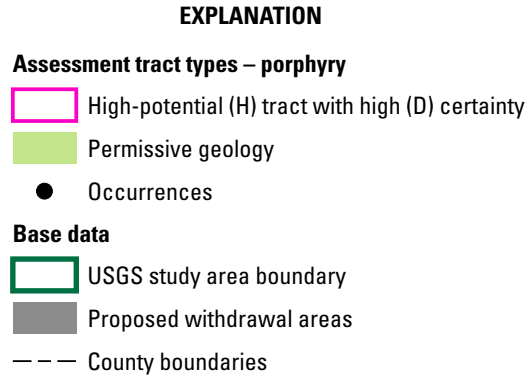 EXPLANATION
Assessment tract types – porphyry
High-potential (H) tract with high (D) certainty
Permissive geology
Occurrences
Base data
USGS study area boundary
Proposed withdrawal areas
County boundaries